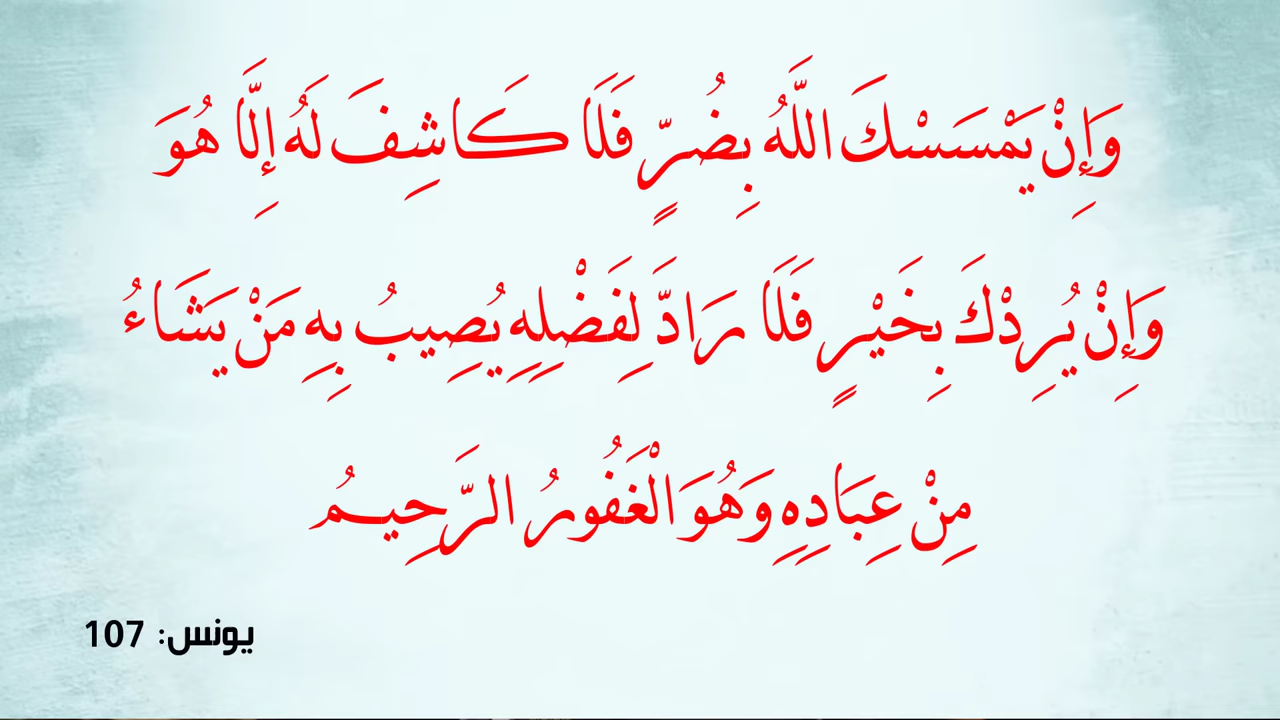 وَإِنْ يَمْسَسْكَ اللَّهُ بِضُرٍّ فَلَا كَاشِفَ لَهُ إِلَّا هُوَ
وَإِنْ يُرِدْكَ بِخَيْرٍ فَلَا رَادَّ لِفَضْلِهِ يُصِيبُ بِهِ مَنْ يَشَاءُ
مِنْ عِبَادِهِ وَهُوَ الْغَفُورُ الرَّحِيمُ
يونس: 107